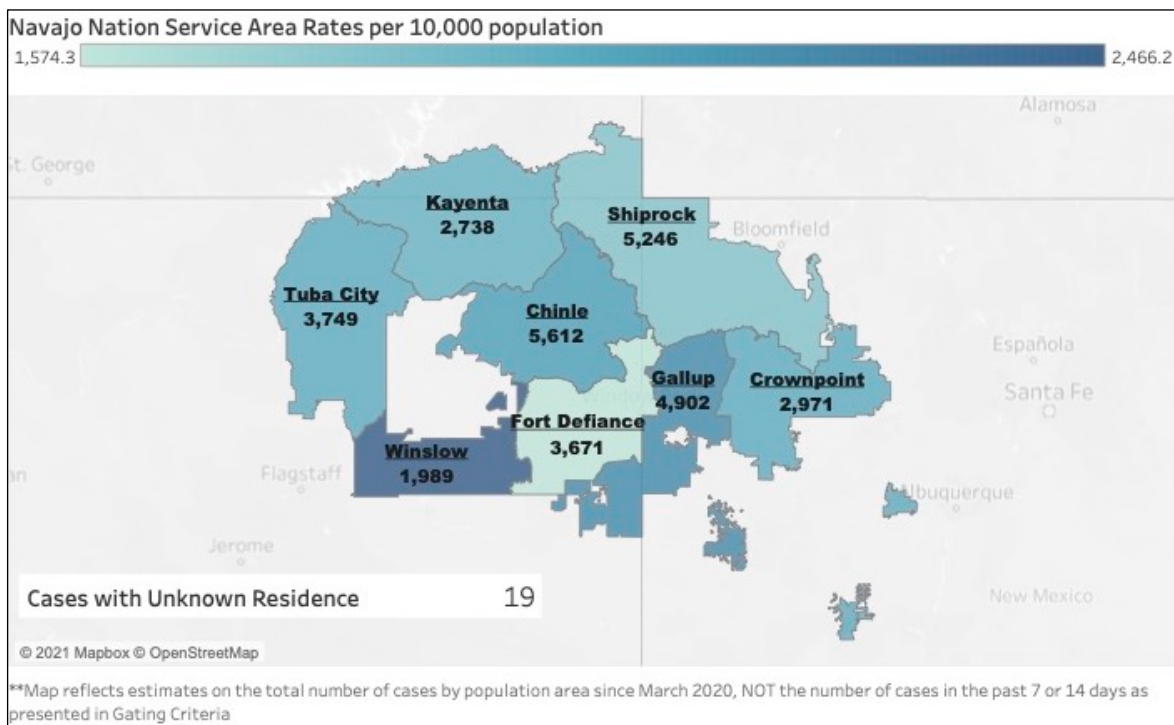 Navajo Nation Service Area Rates per 10,000 population
1,574.3
2,466.2
Alamosa
St. George
Kayenta
2,738
Shiprock
5,246
Bloomfield
Tuba City
3,749
Chinle
5,612
Española
Gallup
4,902
Crownpoint
2,971
Santa Fe
Fort Defiance
3,671
Winslow
1,989
Flagstaff
Albuquerque
Jerome
Cases with Unknown Residence 19
New Mexico
© 2021 Mapbox © OpenStreetMap
**Map reflects estimates on the total number of cases by population area since March 2020, NOT the number of cases in the past 7 or 14 days as
presented in Gating Criteria